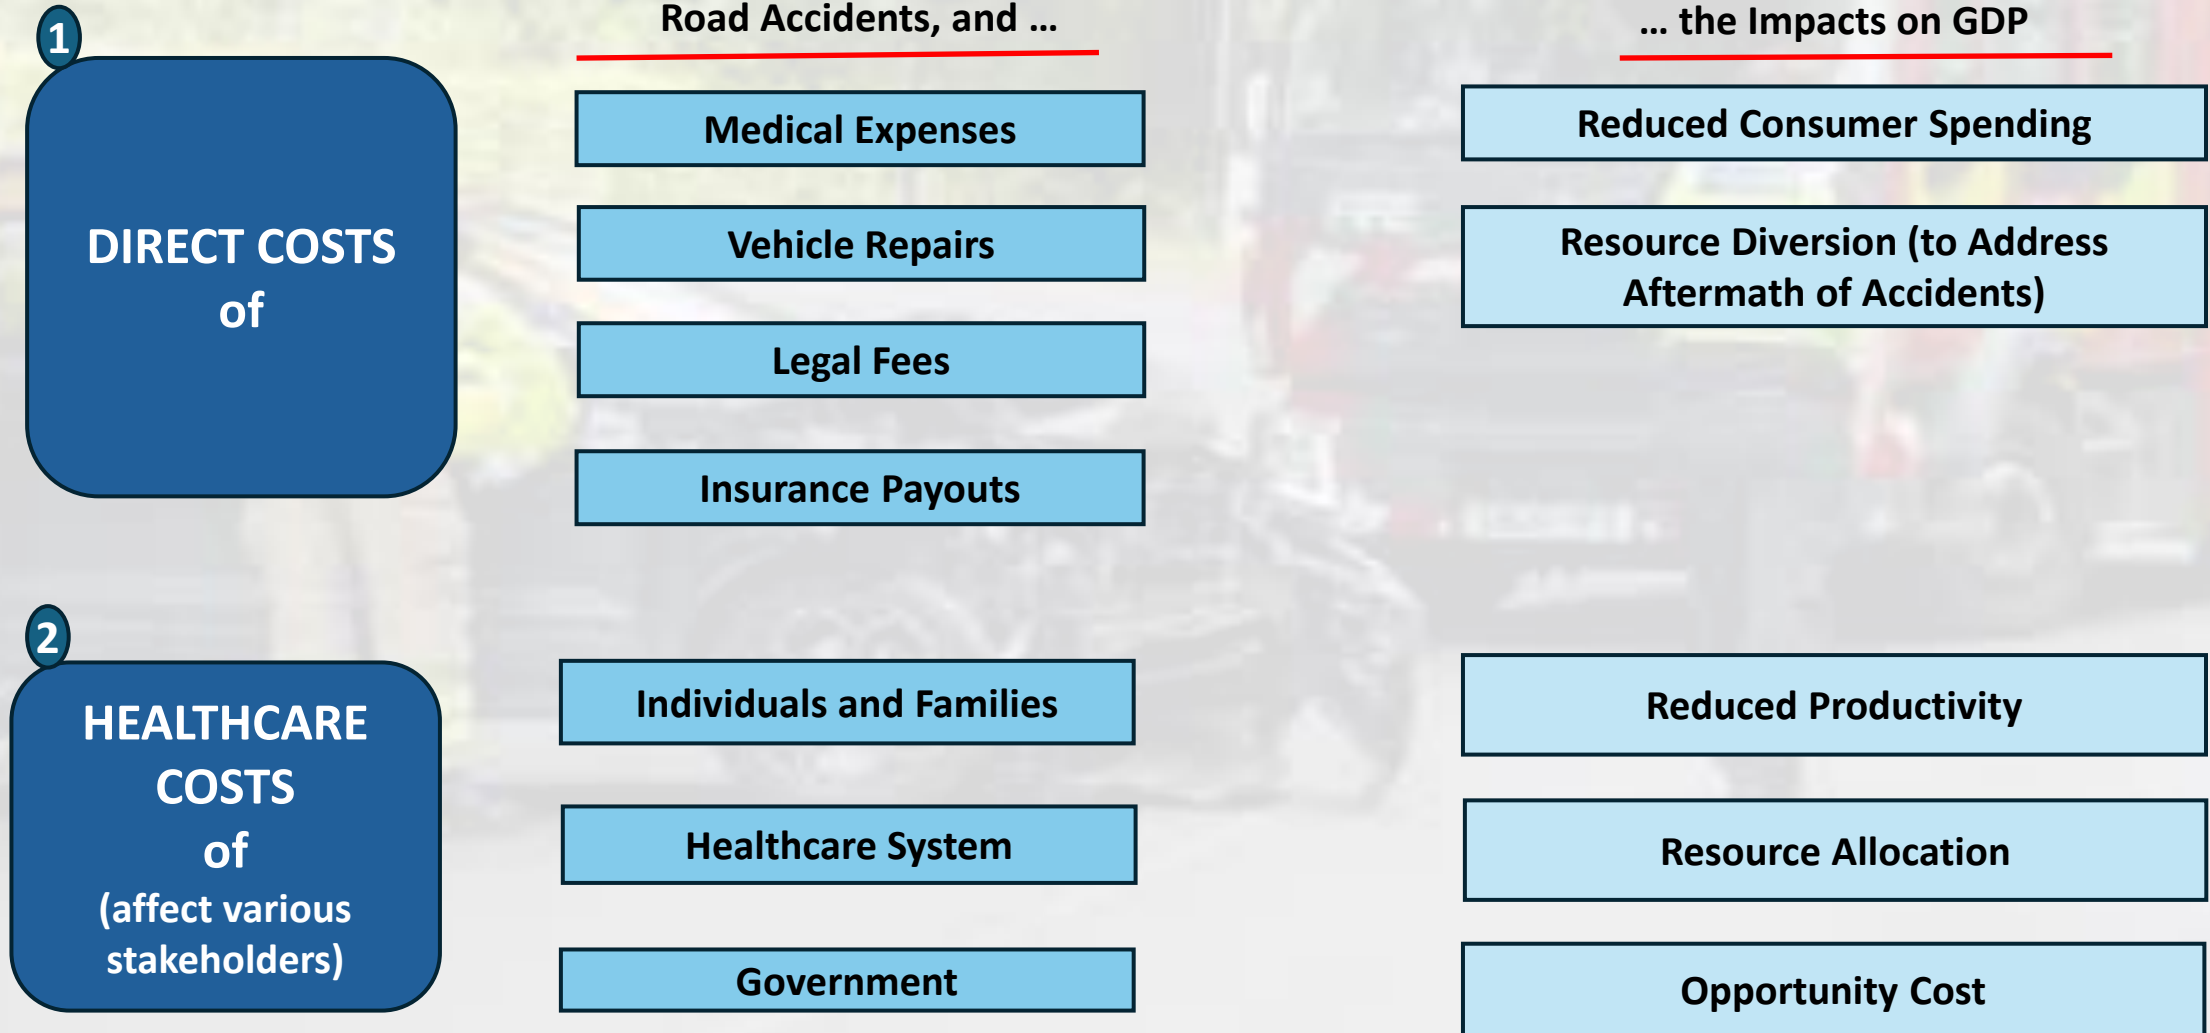 Road Accidents, and …
… the Impacts on GDP
1
DIRECT COSTS
of
Medical Expenses
Vehicle Repairs
Legal Fees
Insurance Payouts
Reduced Consumer Spending
Resource Diversion (to Address
Aftermath of Accidents)
2
HEALTHCARE
COSTS
of
(affect various
stakeholders)
Individuals and Families
Healthcare System
Government
Reduced Productivity
Resource Allocation
Opportunity Cost